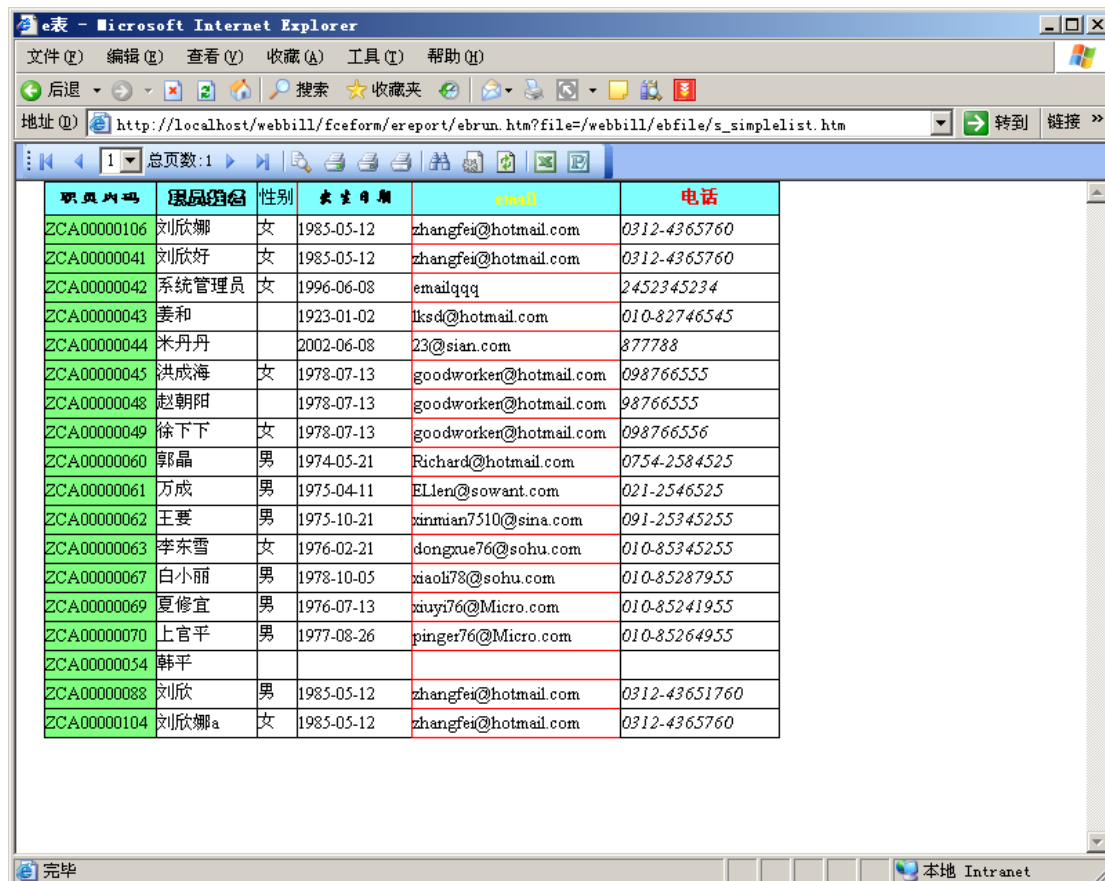 e表 - Microsoft Internet Explorer
文件(F) 编辑(E) 查看(V) 收藏(A) 工具(T) 帮助(H)
后退 搜索 收藏夹
地址(D) http://localhost/webbill/fceform/ereport/ebrun.htm?file=/webbill/ebfile/s_simplelist.htm 转到 链接 »
1 总页数:1
职员内码 职员姓名 性别 出生日期 email 电话
ZCA00000106 刘欣娜 女 1985-05-12 zhangfei@hotmail.com 0312-4365760
ZCA00000041 刘欣好 女 1985-05-12 zhangfei@hotmail.com 0312-4365760
ZCA00000042 系统管理员 女 1996-06-08 emailqqq 2452345234
ZCA00000043 姜和 1923-01-02 lksd@hotmail.com 010-82746545
ZCA00000044 米丹丹 2002-06-08 23@sian.com 877788
ZCA00000045 洪成海 女 1978-07-13 goodworker@hotmail.com 098766555
ZCA00000048 赵朝阳 1978-07-13 goodworker@hotmail.com 98766555
ZCA00000049 徐下下 女 1978-07-13 goodworker@hotmail.com 098766556
ZCA00000060 郭晶 男 1974-05-21 Richard@hotmail.com 0754-2584525
ZCA00000061 万成 男 1975-04-11 ELlen@sowant.com 021-2546525
ZCA00000062 王要 男 1975-10-21 xinmian7510@sina.com 091-25345255
ZCA00000063 李东雪 女 1976-02-21 dongxue76@sohu.com 010-85345255
ZCA00000067 白小丽 男 1978-10-05 xiaoli78@sohu.com 010-85287955
ZCA00000069 夏修宜 男 1976-07-13 xiuyi76@Micro.com 010-85241955
ZCA00000070 上官平 男 1977-08-26 pinger76@Micro.com 010-85264955
ZCA00000054 韩平
ZCA00000088 刘欣 男 1985-05-12 zhangfei@hotmail.com 0312-43651760
ZCA00000104 刘欣娜a 女 1985-05-12 zhangfei@hotmail.com 0312-4365760
完毕 本地 Intranet